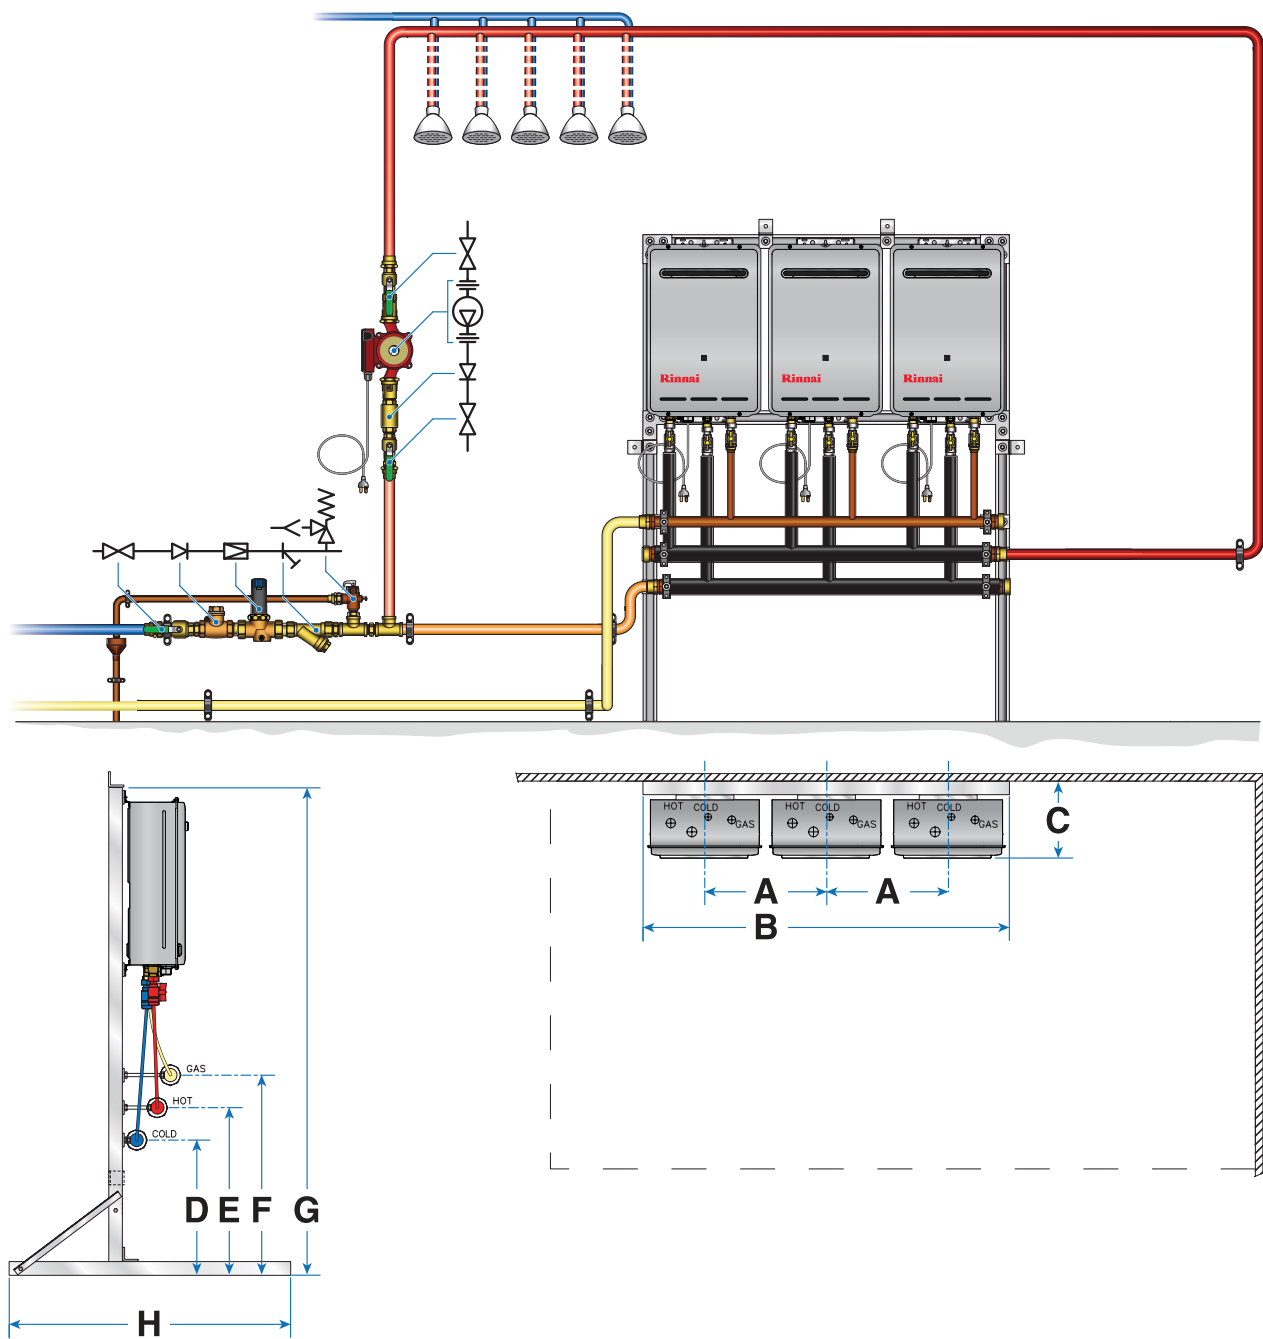 Rinnai Rinnai Rinnai
HOT COLD GAS HOT COLD GAS HOT COLD GAS
C
A A
B
GAS
HOT
COLD
D E F G
H